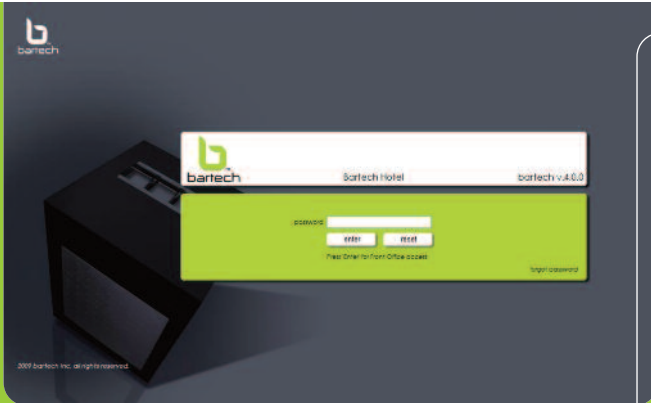 bartech
bartech
Bartech Hotel
bartech v.4.0.0
password
enter
reset
Press Enter for Front Office access
forgot password
2009 bartech inc. all rights reserved.